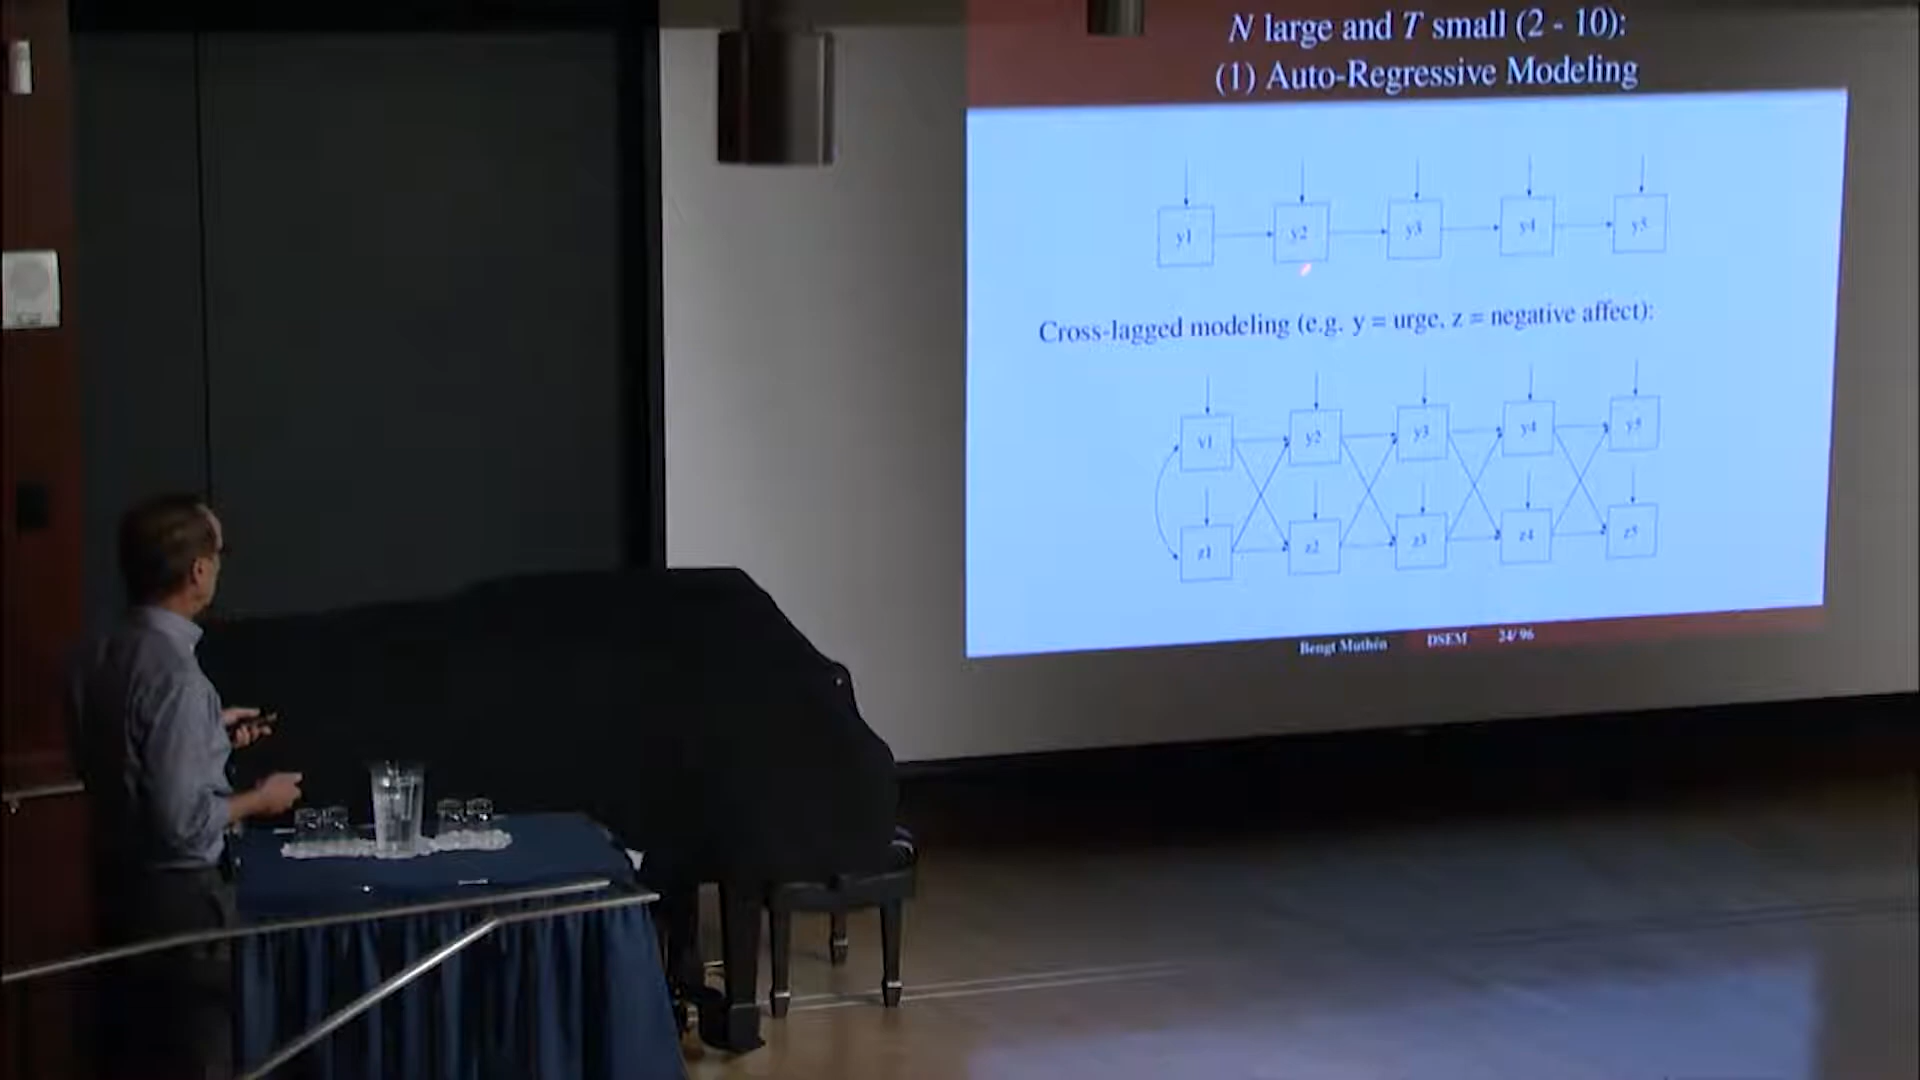 N large and T small (2 - 10):
(1) Auto-Regressive Modeling
y1 y2 y3 y4 y5
Cross-lagged modeling (e.g. y = urge, z = negative affect):
y1 y2 y3 y4 y5
z1 z2 z3 z4 z5
Bengt Muthén DSEM 24/ 96